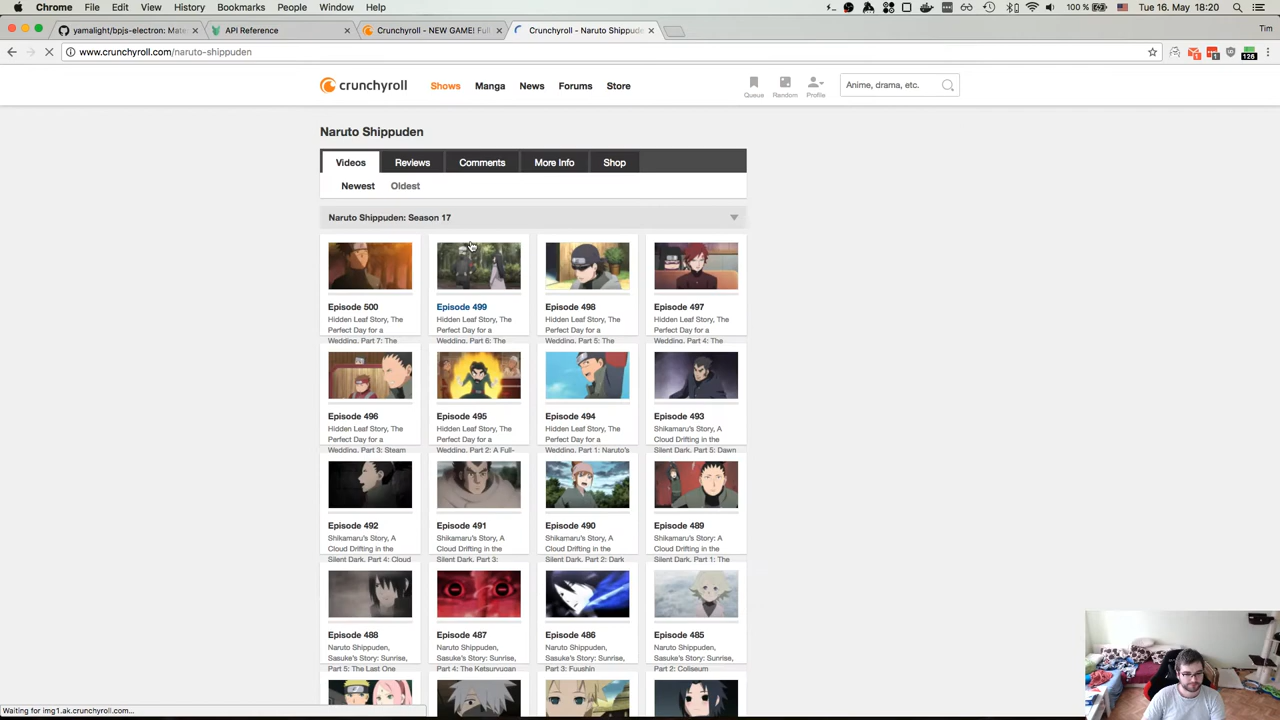 Chrome File Edit View History Bookmarks People Window Help 100 % Tue 16. May 18:20
yamalight/bpjs-electron: Mate API Reference Crunchyroll - NEW GAME! Full Crunchyroll - Naruto Shippude Tim
www.crunchyroll.com/naruto-shippuden
crunchyroll Shows Manga News Forums Store Queue Random Profile Anime, drama, etc.
Naruto Shippuden
Videos Reviews Comments More Info Shop
Newest Oldest
Naruto Shippuden: Season 17
Episode 500 Episode 499 Episode 498 Episode 497
Hidden Leaf Story, The Hidden Leaf Story, The Hidden Leaf Story, The Hidden Leaf Story, The
Perfect Day for a Perfect Day for a Perfect Day for a Perfect Day for a
Wedding, Part 7: The Wedding, Part 6: The Wedding, Part 5: The Wedding, Part 4: The
Episode 496 Episode 495 Episode 494 Episode 493
Hidden Leaf Story, The Hidden Leaf Story, The Hidden Leaf Story, The Shikamaru's Story, A
Perfect Day for a Perfect Day for a Perfect Day for a Cloud Drifting in the
Wedding, Part 3: Steam Wedding, Part 2: A Full- Wedding, Part 1: Naruto's Silent Dark, Part 5: Dawn
Episode 492 Episode 491 Episode 490 Episode 489
Shikamaru's Story, A Shikamaru's Story, A Shikamaru's Story, A Shikamaru's Story: A
Cloud Drifting in the Cloud Drifting in the Cloud Drifting in the Cloud Drifting in the
Silent Dark, Part 4: Cloud Silent Dark, Part 3: Silent Dark, Part 2: Dark Silent Dark, Part 1: The
Episode 488 Episode 487 Episode 486 Episode 485
Naruto Shippuden, Naruto Shippuden, Naruto Shippuden, Naruto Shippuden,
Sasuke's Story: Sunrise, Sasuke's Story: Sunrise, Sasuke's Story: Sunrise, Sasuke's Story: Sunrise,
Part 5: The Last One Part 4: The Ketsuryugan Part 3: Fuushin Part 2: Coliseum
Waiting for img1.ak.crunchyroll.com...